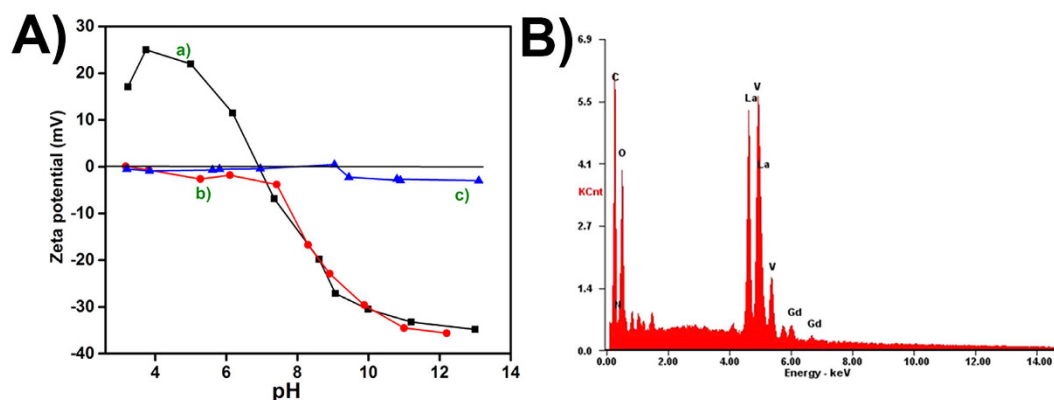 A)
Zeta potential (mV)
30
20
10
0
-10
-20
-30
-40
4
6
8
10
12
14
pH
a)
b)
c)
B)
KCnt
6.9
5.5
4.1
2.7
1.4
0.0
C
O
N
La
V
La
V
Gd
Gd
0.00 2.00 4.00 6.00 8.00 10.00 12.00 14.00
Energy - keV